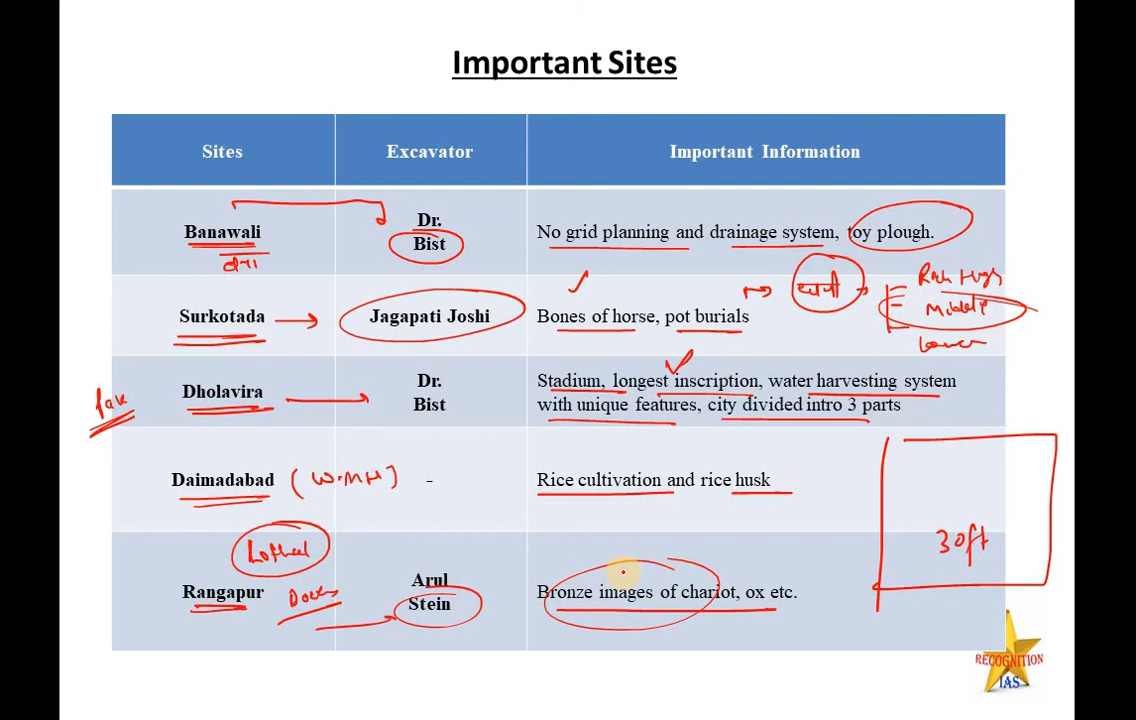 Important Sites
Sites Excavator Important Information
Banawali
Dr.
Bist
No grid planning and drainage system, toy plough.
Surkotada
Jagapati Joshi
Bones of horse, pot burials
Middle
Lower
Dholavira
Dr.
Bist
Stadium, longest inscription, water harvesting system
with unique features, city divided intro 3 parts
Daimadabad (W.MH) -
Rice cultivation and rice husk
30ft
Lothal
Rangapur
Arul
Stein
Bronze images of chariot, ox etc.
RECOGNITION
IAS